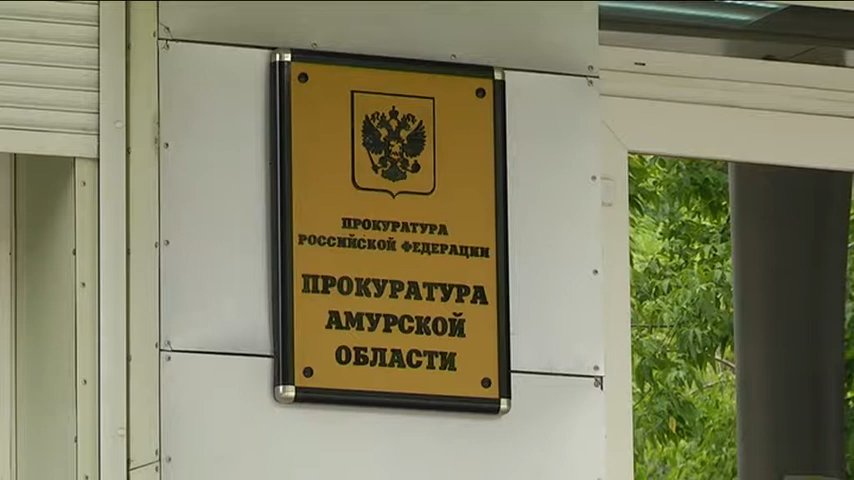 ПРОКУРАТУРА
РОССИЙСКОЙ ФЕДЕРАЦИИ
ПРОКУРАТУРА
АМУРСКОЙ
ОБЛАСТИ